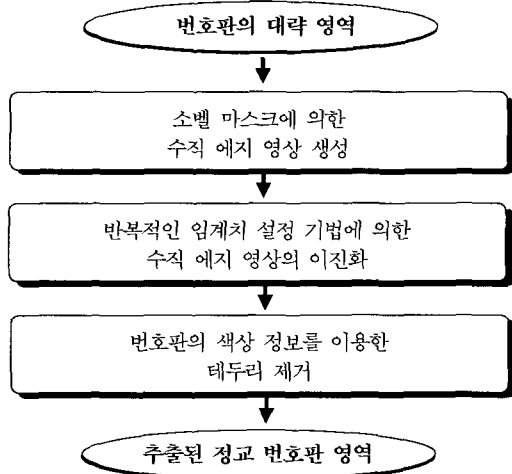 번호판의 대략 영역
소벨 마스크에 의한
수직 에지 영상 생성
반복적인 임계치 설정 기법에 의한
수직 에지 영상의 이진화
번호판의 색상 정보를 이용한
테두리 제거
추출된 정교 번호판 영역